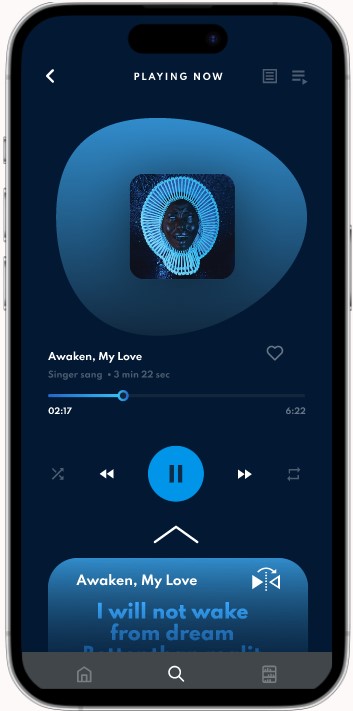 PLAYING NOW
Awaken, My Love
Singer sang • 3 min 22 sec
02:17
6:22
Awaken, My Love
I will not wake
from dream